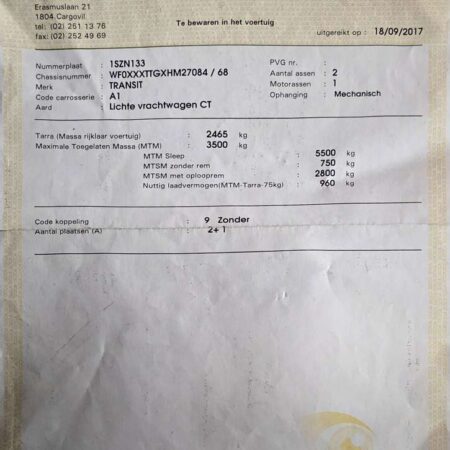 Erasmuslaan 21
1804 Cargovil
tel: (02) 251 13 76
fax: (02) 252 49 69
Te bewaren in het voertuig
uitgereikt op : 18/09/2017
Nummerplaat : 1SZN133
PVG nr. :
Chassisnummer : WF0XXXTTGXHM27084 / 68
Aantal assen : 2
Merk : TRANSIT
Motorassen : 1
Code carrosserie : A1
Ophanging : Mechanisch
Aard : Lichte vrachtwagen CT
Tarra (Massa rijklaar voertuig) : 2465 kg
Maximale Toegelaten Massa (MTM) : 3500 kg
MTM Sleep : 5500 kg
MTSM zonder rem : 750 kg
MTSM met oplooprem : 2800 kg
Nuttig laadvermogen(MTM-Tarra-75kg) : 960 kg
Code koppeling : 9 Zonder
Aantal plaatsen (A) : 2+1